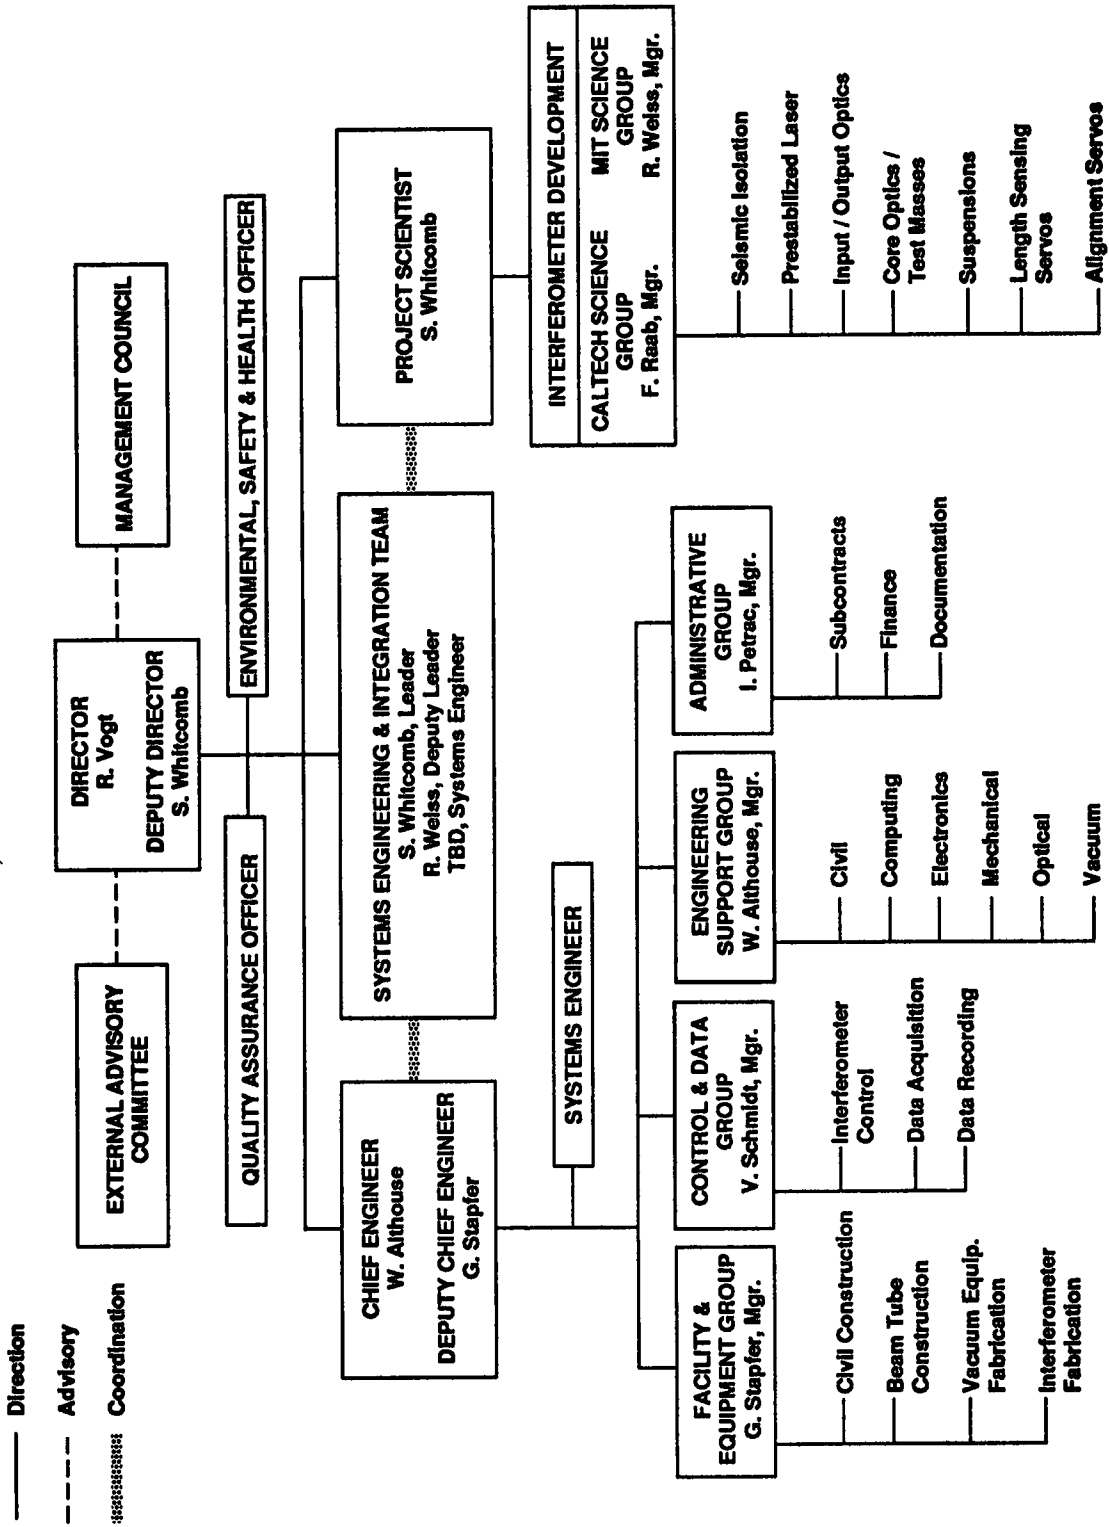 Direction
Advisory
Coordination
EXTERNAL ADVISORY
COMMITTEE
DIRECTOR
R. Vogt
DEPUTY DIRECTOR
S. Whitcomb
MANAGEMENT COUNCIL
QUALITY ASSURANCE OFFICER
ENVIRONMENTAL, SAFETY & HEALTH OFFICER
CHIEF ENGINEER
W. Althouse
DEPUTY CHIEF ENGINEER
G. Stapfer
SYSTEMS ENGINEERING & INTEGRATION TEAM
S. Whitcomb, Leader
R. Weiss, Deputy Leader
TBD, Systems Engineer
PROJECT SCIENTIST
S. Whitcomb
SYSTEMS ENGINEER
INTERFEROMETER DEVELOPMENT
CALTECH SCIENCE
GROUP
F. Raab, Mgr.
MIT SCIENCE
GROUP
R. Weiss, Mgr.
Seismic Isolation
Prestabilized Laser
Input / Output Optics
Core Optics /
Test Masses
Suspensions
Length Sensing
Servos
Alignment Servos
FACILITY &
EQUIPMENT GROUP
G. Stapfer, Mgr.
Civil Construction
Beam Tube
Construction
Vacuum Equip.
Fabrication
Interferometer
Fabrication
CONTROL & DATA
GROUP
V. Schmidt, Mgr.
Interferometer
Control
Data Acquisition
Data Recording
ENGINEERING
SUPPORT GROUP
W. Althouse, Mgr.
Civil
Computing
Electronics
Mechanical
Optical
Vacuum
ADMINISTRATIVE
GROUP
I. Petrac, Mgr.
Subcontracts
Finance
Documentation